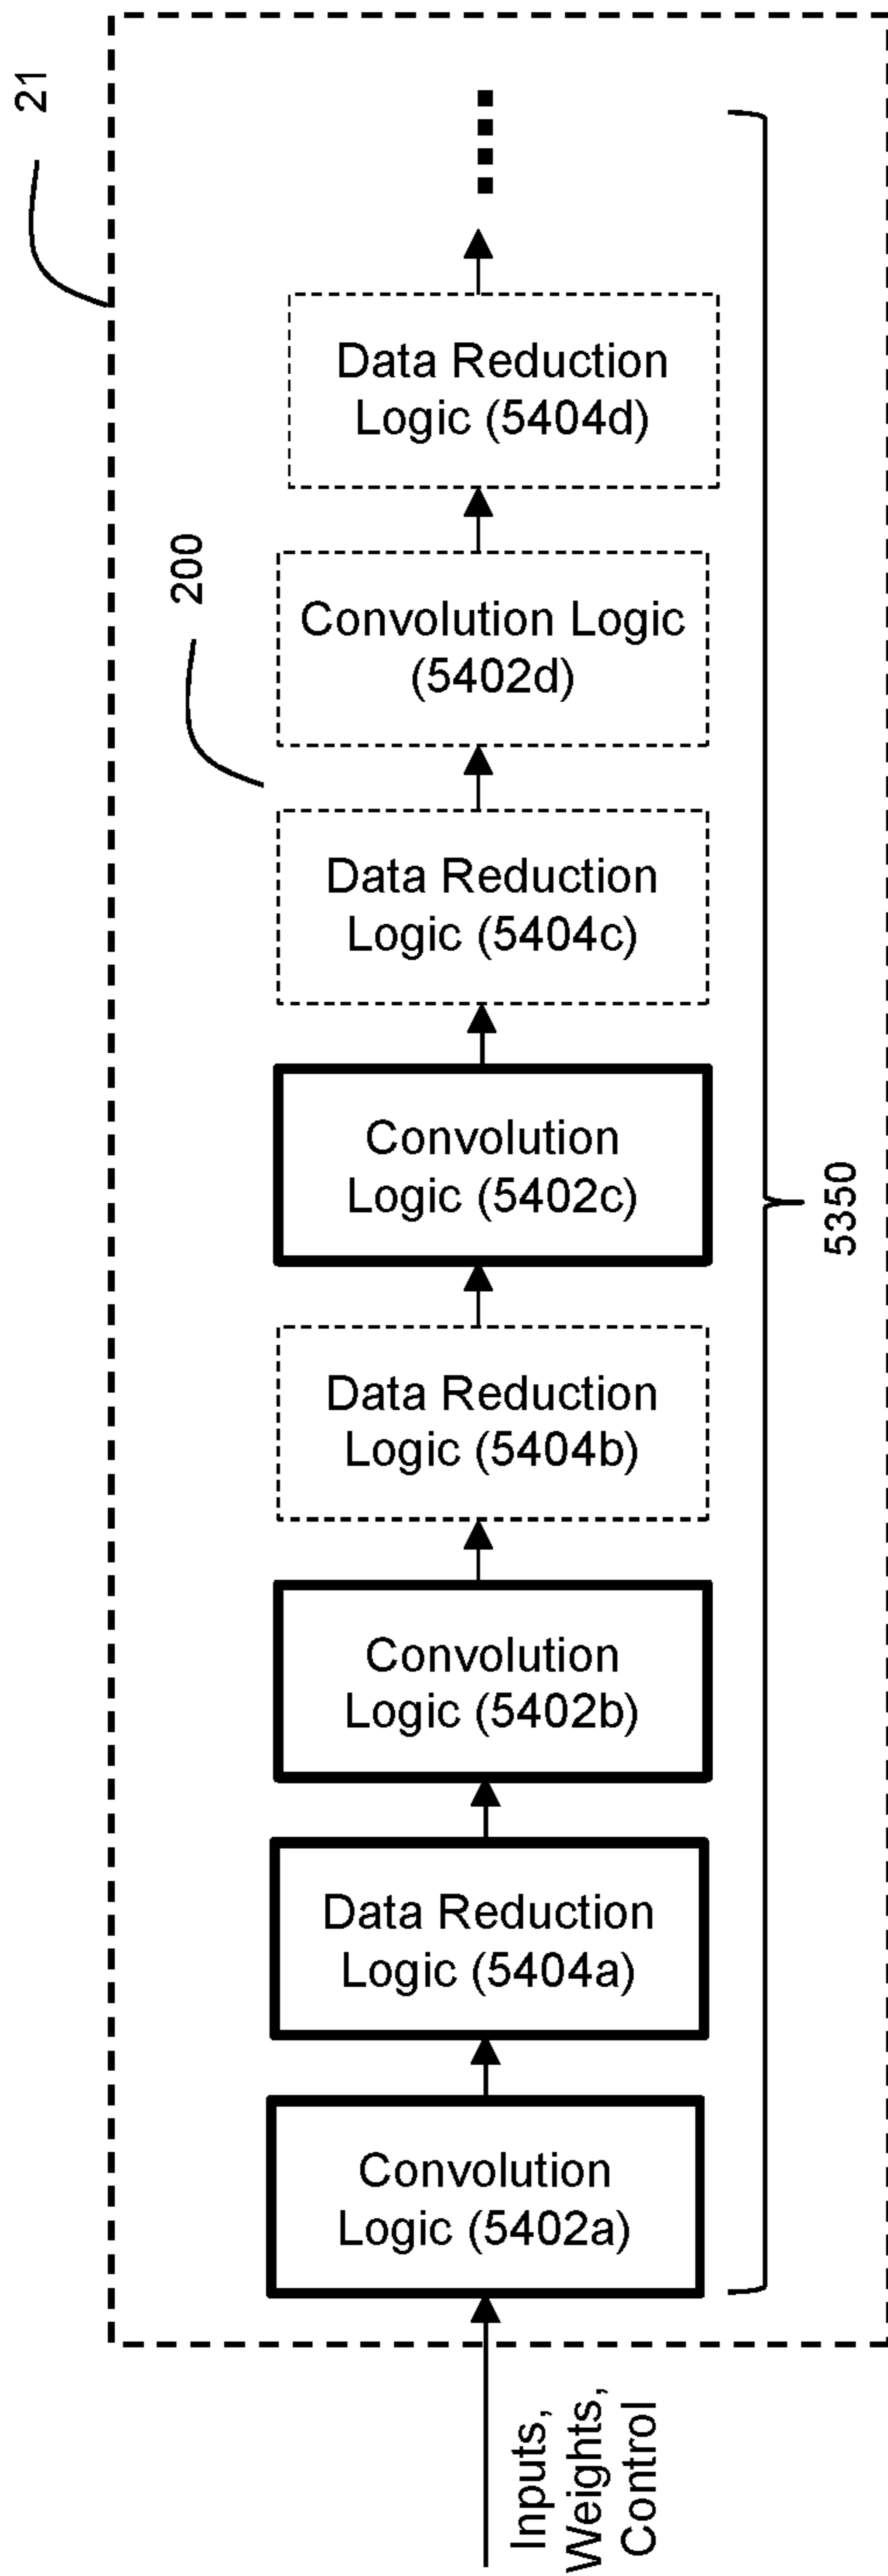 21
200
Inputs,
Weights,
Control
Convolution
Logic (5402a)
Data Reduction
Logic (5404a)
Convolution
Logic (5402b)
Data Reduction
Logic (5404b)
Convolution
Logic (5402c)
Data Reduction
Logic (5404c)
Convolution Logic
(5402d)
Data Reduction
Logic (5404d)
5350